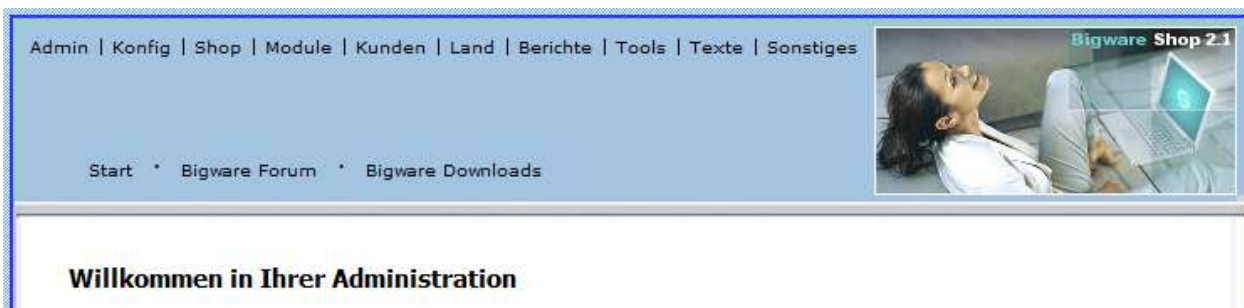 Admin | Konfig | Shop | Module | Kunden | Land | Berichte | Tools | Texte | Sonstiges
Bigware Shop 2.1
Start · Bigware Forum · Bigware Downloads
Willkommen in Ihrer Administration